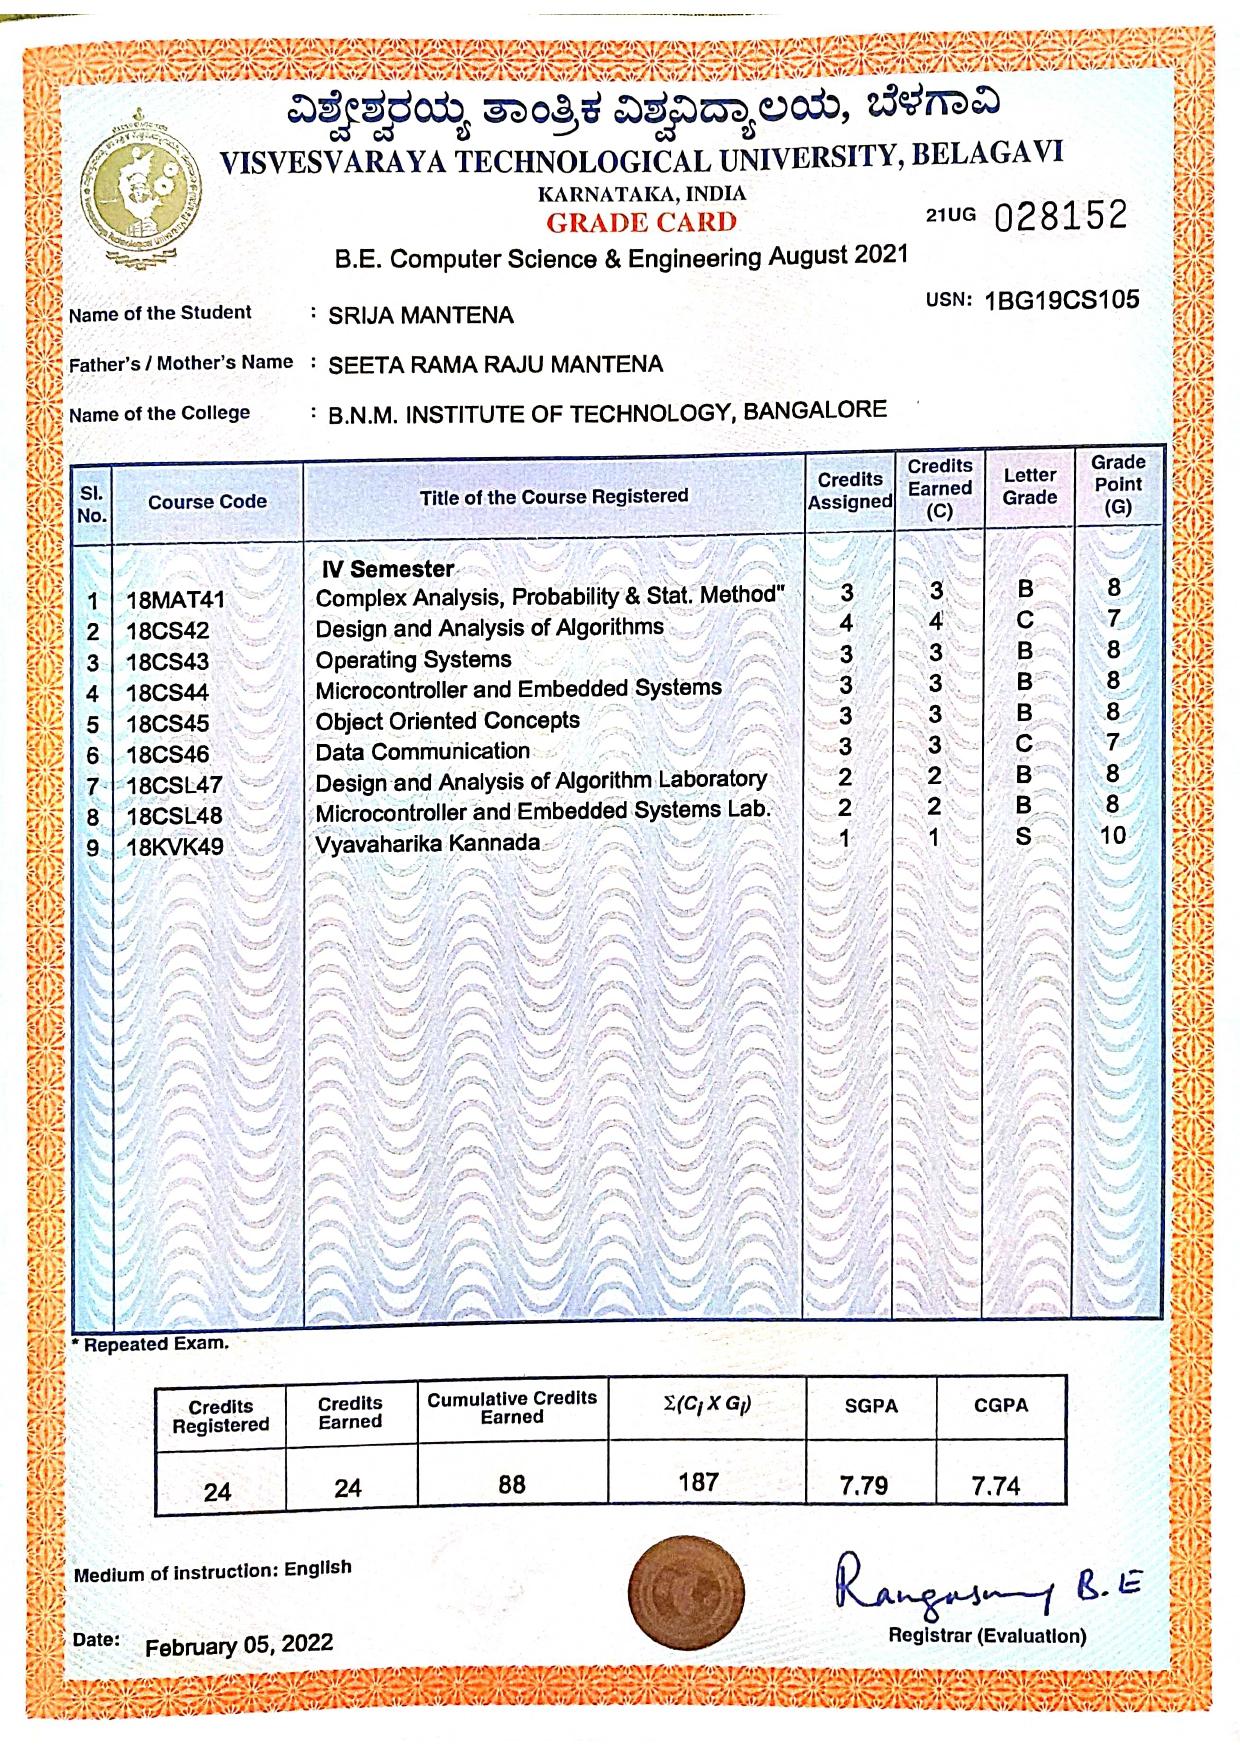 ವಿಶ್ವೇಶ್ವರಯ್ಯ ತಾಂತ್ರಿಕ ವಿಶ್ವವಿದ್ಯಾಲಯ, ಬೆಳಗಾವಿ
VISVESVARAYA TECHNOLOGICAL UNIVERSITY, BELAGAVI
KARNATAKA, INDIA
GRADE CARD
21UG 028152
B.E. Computer Science & Engineering August 2021
USN: 1BG19CS105
Name of the Student : SRIJA MANTENA
Father's / Mother's Name : SEETA RAMA RAJU MANTENA
Name of the College : B.N.M. INSTITUTE OF TECHNOLOGY, BANGALORE
Sl. No. Course Code Title of the Course Registered Credits Assigned Credits Earned (C) Letter Grade Grade Point (G)
IV Semester
1 18MAT41 Complex Analysis, Probability & Stat. Method" 3 3 B 8
2 18CS42 Design and Analysis of Algorithms 4 4 C 7
3 18CS43 Operating Systems 3 3 B 8
4 18CS44 Microcontroller and Embedded Systems 3 3 B 8
5 18CS45 Object Oriented Concepts 3 3 B 8
6 18CS46 Data Communication 3 3 C 7
7 18CSL47 Design and Analysis of Algorithm Laboratory 2 2 B 8
8 18CSL48 Microcontroller and Embedded Systems Lab. 2 2 B 8
9 18KVK49 Vyavaharika Kannada 1 1 S 10
* Repeated Exam.
Credits Registered Credits Earned Cumulative Credits Earned Σ(Ci X Gi) SGPA CGPA
24 24 88 187 7.79 7.74
Medium of instruction: English
Rangaswamy B.E
Registrar (Evaluation)
Date: February 05, 2022